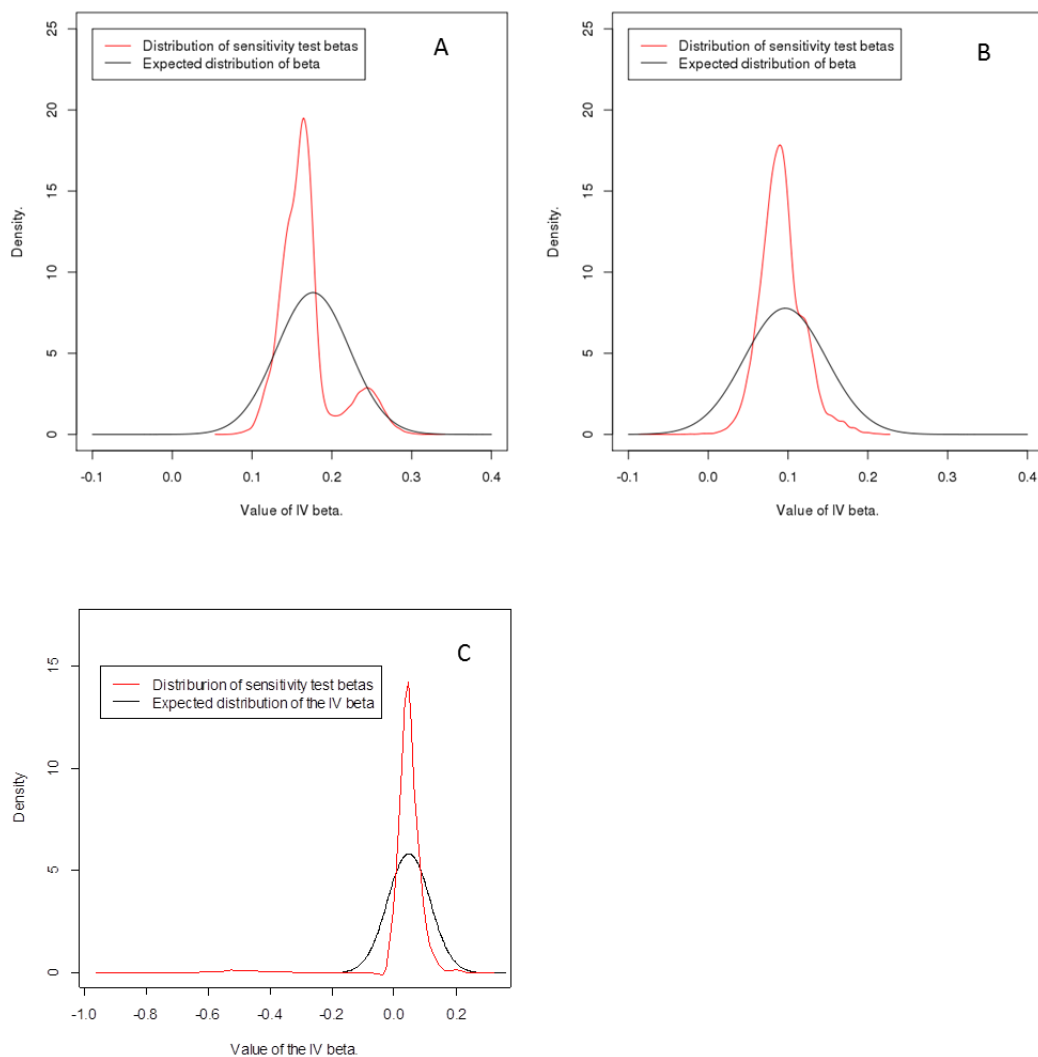 A
Distribution of sensitivity test betas
Expected distribution of beta
25
20
15
10
5
0
Density.
-0.1 0.0 0.1 0.2 0.3 0.4
Value of IV beta.
B
Distribution of sensitivity test betas
Expected distribution of beta
25
20
15
10
5
0
Density.
-0.1 0.0 0.1 0.2 0.3 0.4
Value of IV beta.
C
Distriburion of sensitivity test betas
Expected distribution of the IV beta
15
10
5
0
Density
-1.0 -0.8 -0.6 -0.4 -0.2 0.0 0.2
Value of the IV beta.